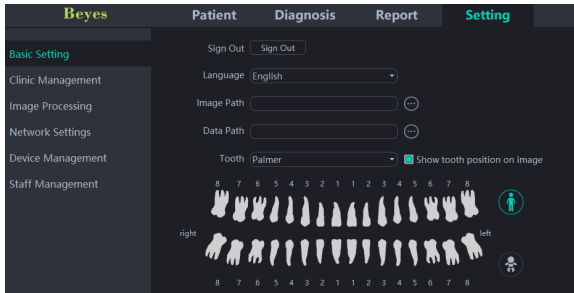 Beyes Patient Diagnosis Report Setting
Basic Setting
Clinic Management
Image Processing
Network Settings
Device Management
Staff Management
Sign Out Sign Out
Language English
Image Path
Data Path
Tooth Palmer Show tooth position on image
8 7 6 5 4 3 2 1 1 2 3 4 5 6 7 8
right left
8 7 6 5 4 3 2 1 1 2 3 4 5 6 7 8